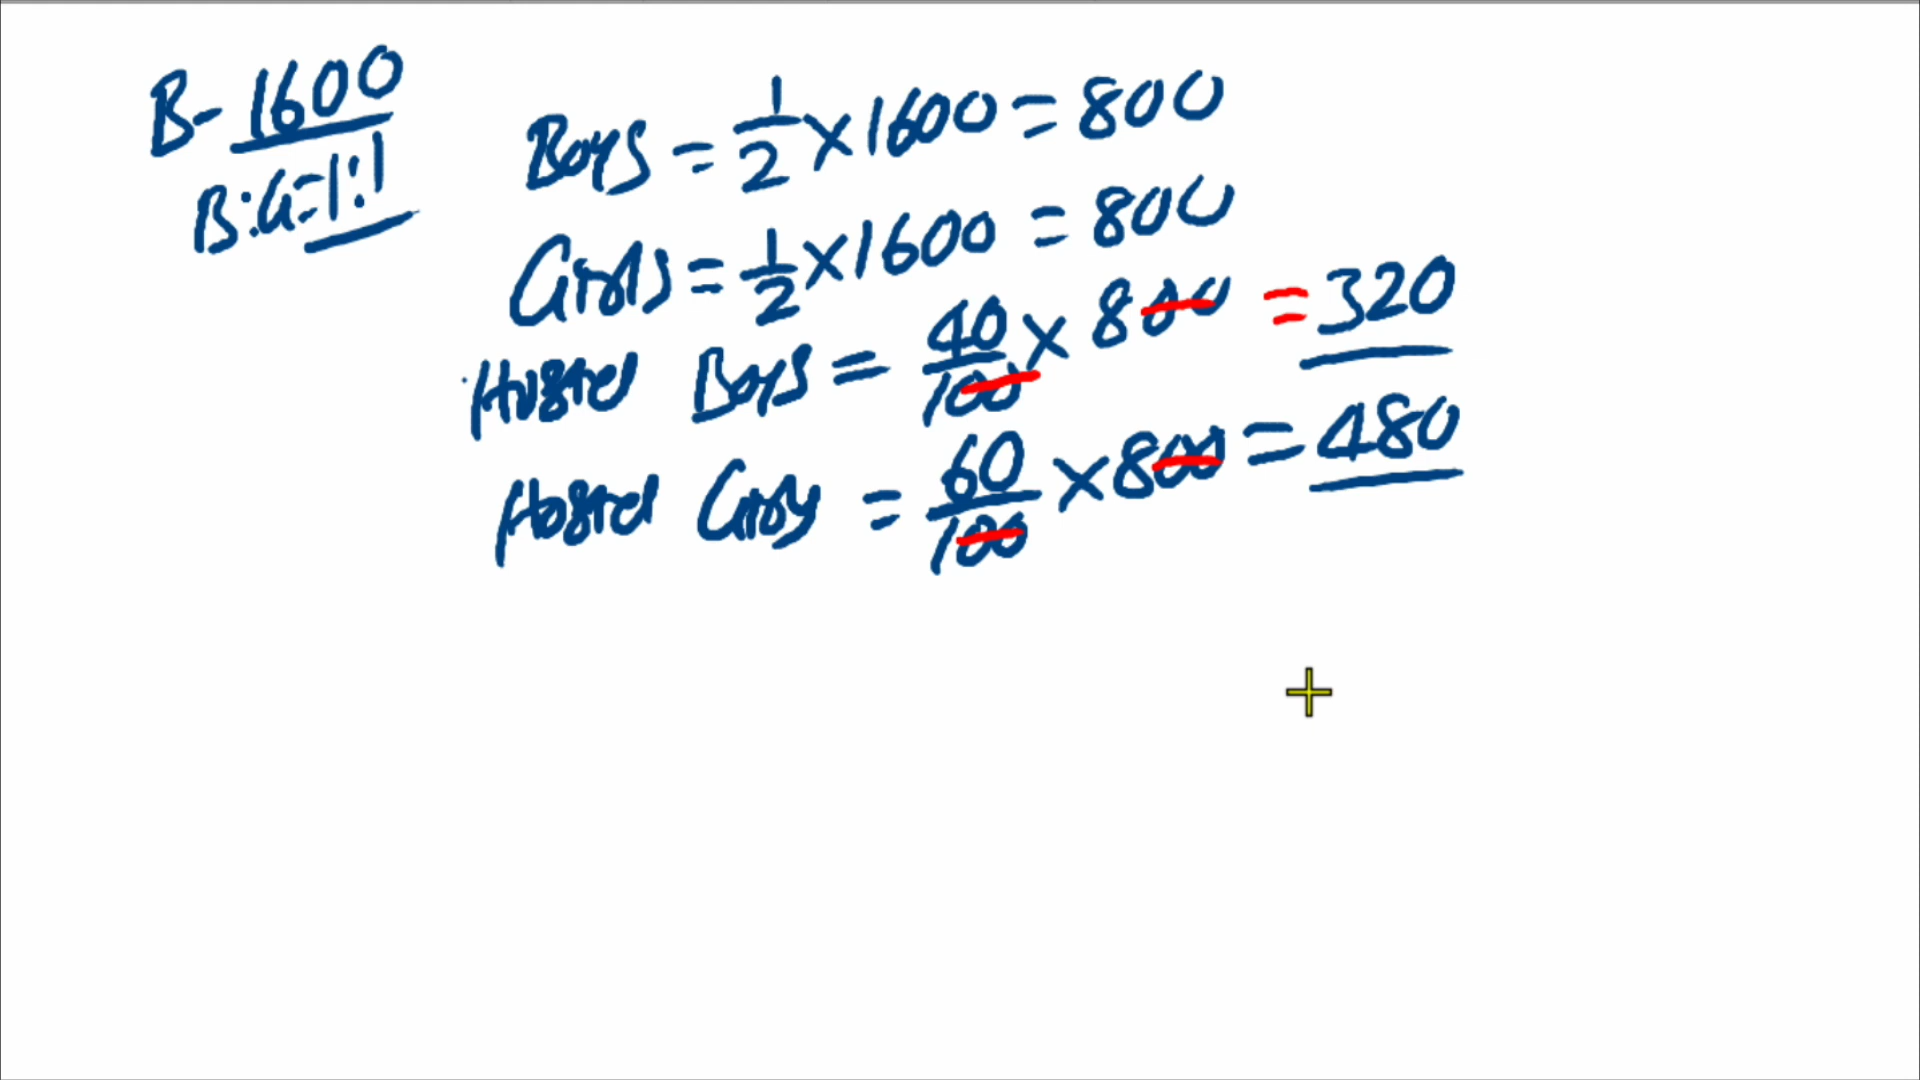 B- 1600
B:G=1:1
Boys = 1/2 × 1600 = 800
Girls = 1/2 × 1600 = 800
Hostel Boys = 40/100 × 800 = 320
Hostel Girls = 60/100 × 800 = 480